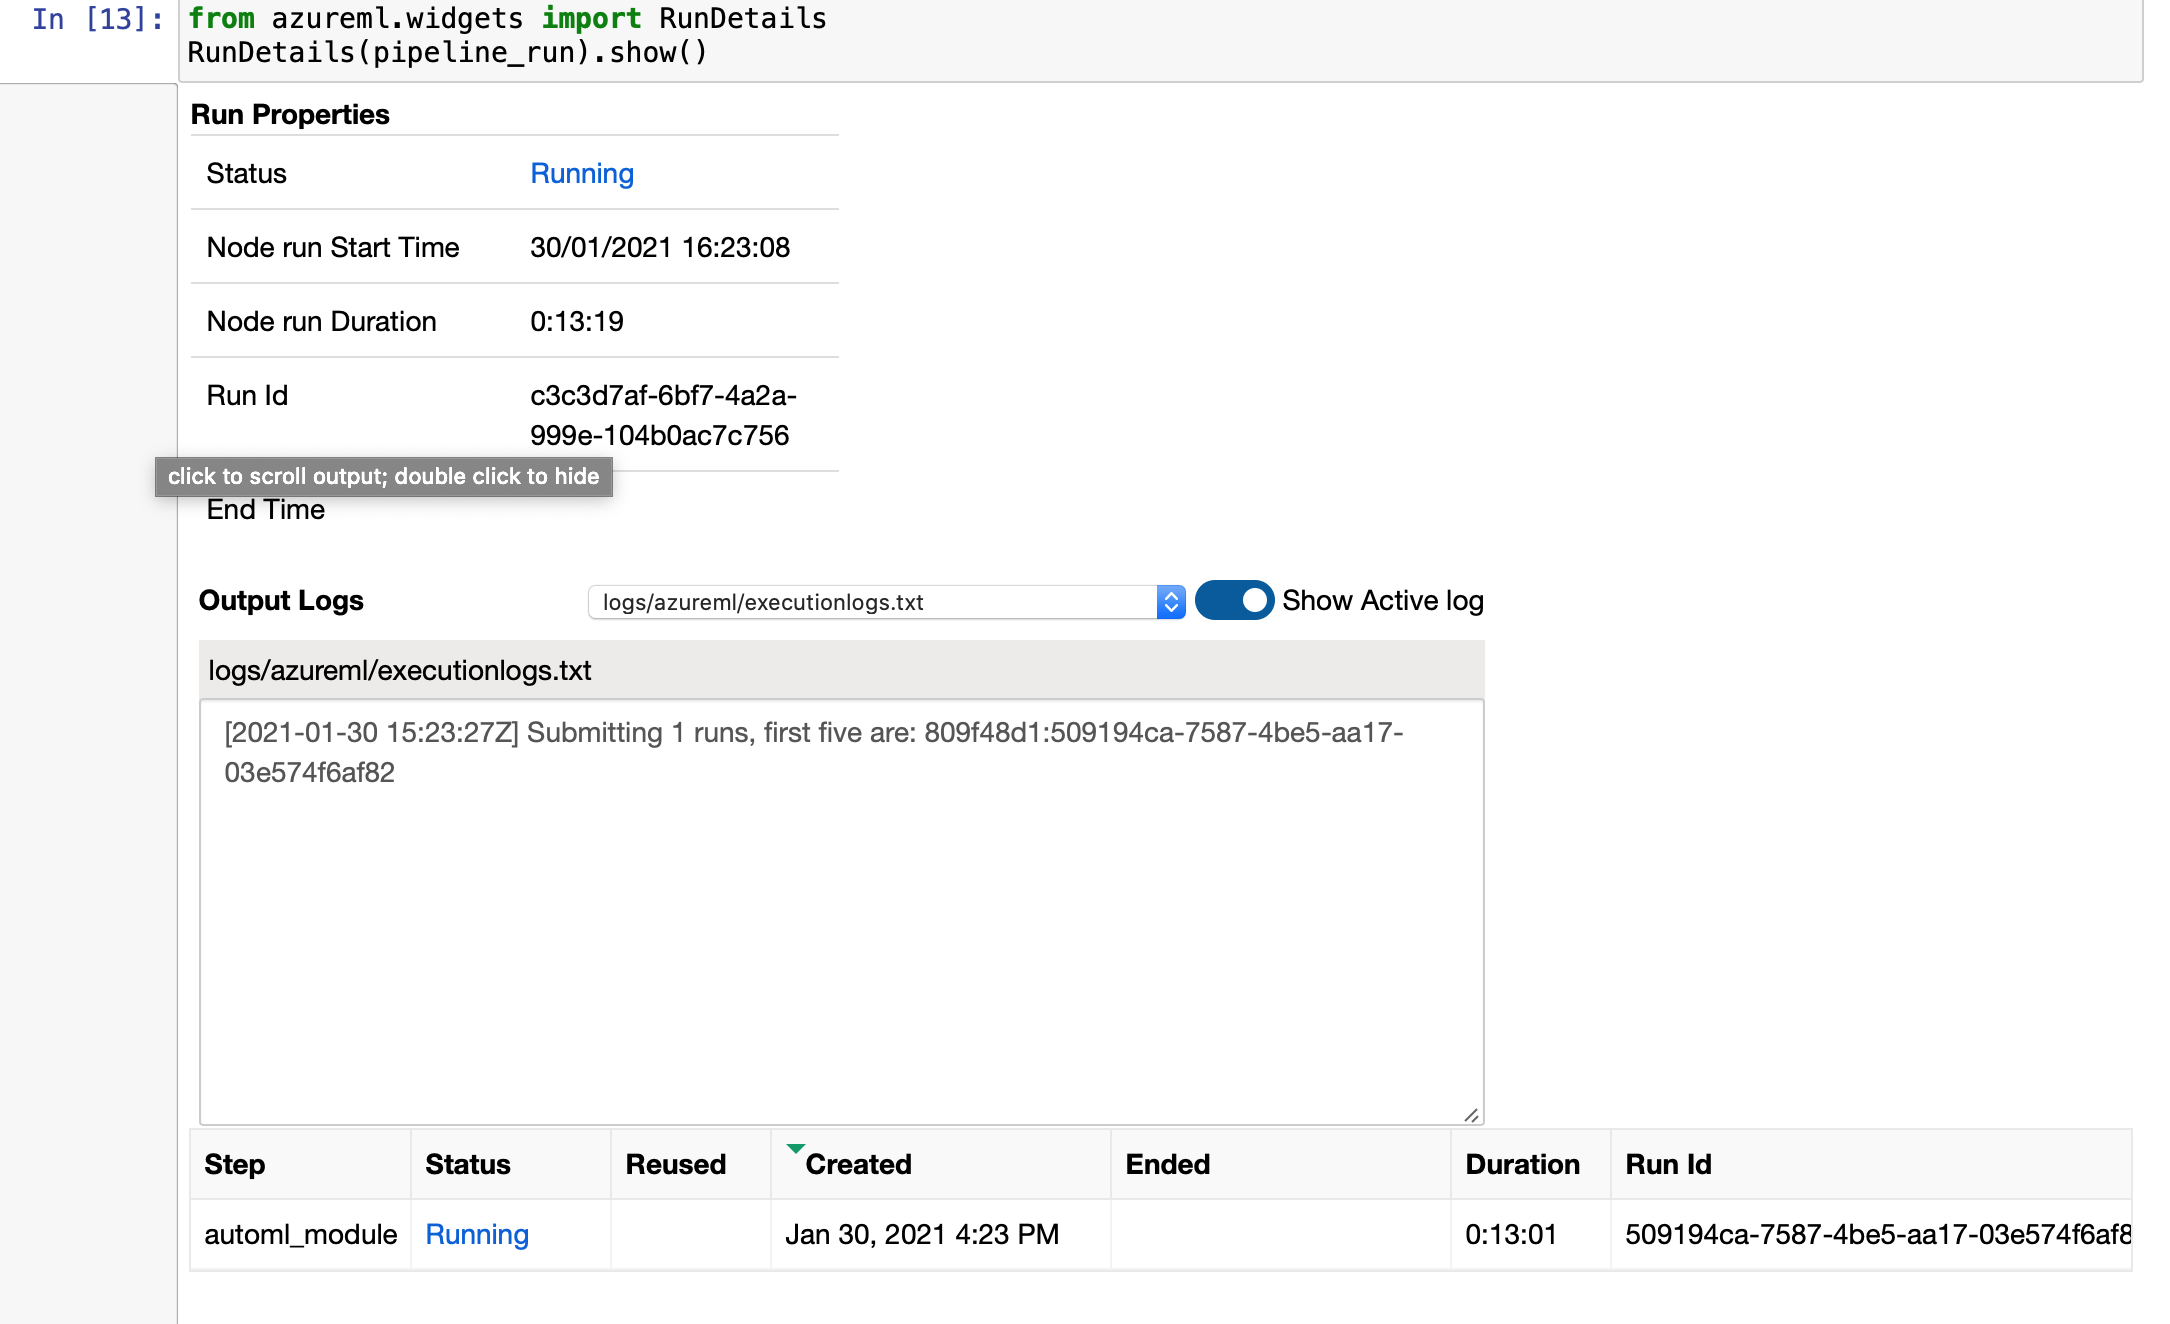 In [13]: from azureml.widgets import RunDetails
RunDetails(pipeline_run).show()
Run Properties
Status Running
Node run Start Time 30/01/2021 16:23:08
Node run Duration 0:13:19
Run Id c3c3d7af-6bf7-4a2a-
999e-104b0ac7c756
click to scroll output; double click to hide
End Time
Output Logs logs/azureml/executionlogs.txt Show Active log
logs/azureml/executionlogs.txt
[2021-01-30 15:23:27Z] Submitting 1 runs, first five are: 809f48d1:509194ca-7587-4be5-aa17-
03e574f6af82
Step Status Reused Created Ended Duration Run Id
automl_module Running Jan 30, 2021 4:23 PM 0:13:01 509194ca-7587-4be5-aa17-03e574f6af8